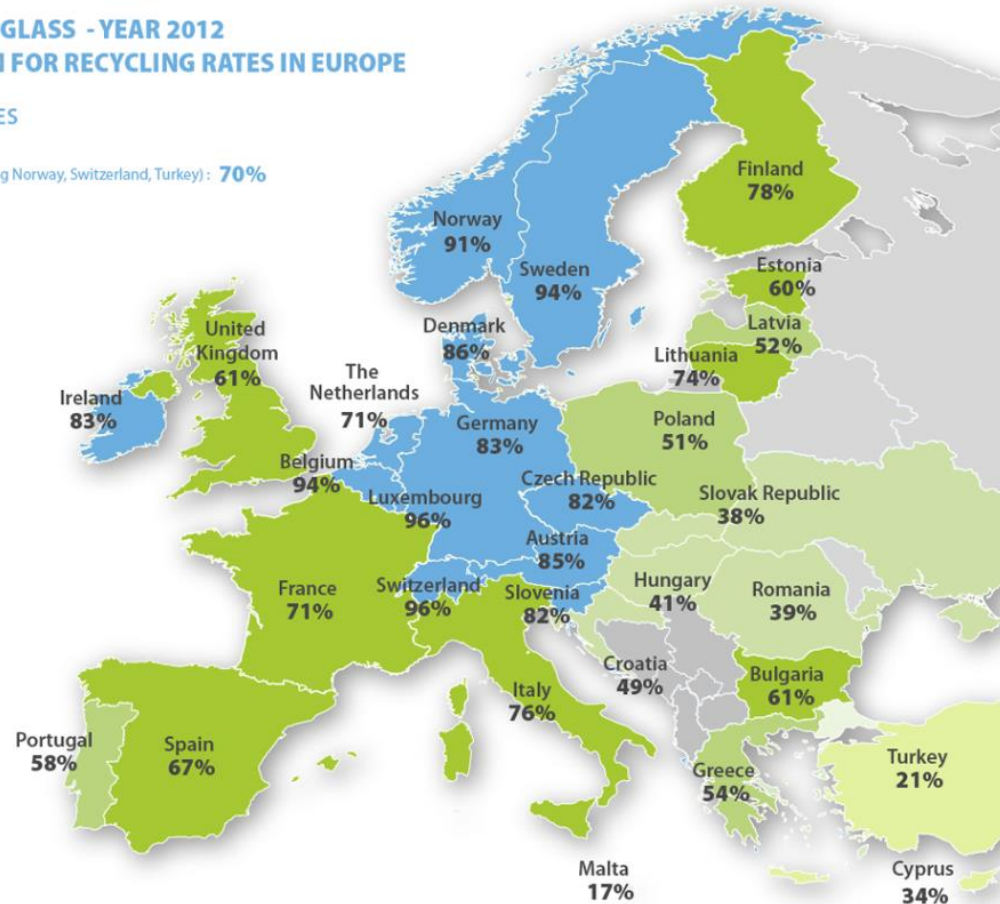 GLASS - YEAR 2012
FOR RECYCLING RATES IN EUROPE
ES
g Norway, Switzerland, Turkey) : 70%
Finland
78%
Norway
91%
Sweden
94%
Estonia
60%
Latvia
52%
Lithuania
74%
Denmark
86%
United
Kingdom
61%
Ireland
83%
The
Netherlands
71%
Germany
83%
Poland
51%
Belgium
94%
Luxembourg
96%
Czech Republic
82%
Slovak Republic
38%
Austria
85%
France
71%
Switzerland
96%
Slovenia
82%
Hungary
41%
Romania
39%
Croatia
49%
Bulgaria
61%
Italy
76%
Portugal
58%
Spain
67%
Greece
54%
Turkey
21%
Malta
17%
Cyprus
34%